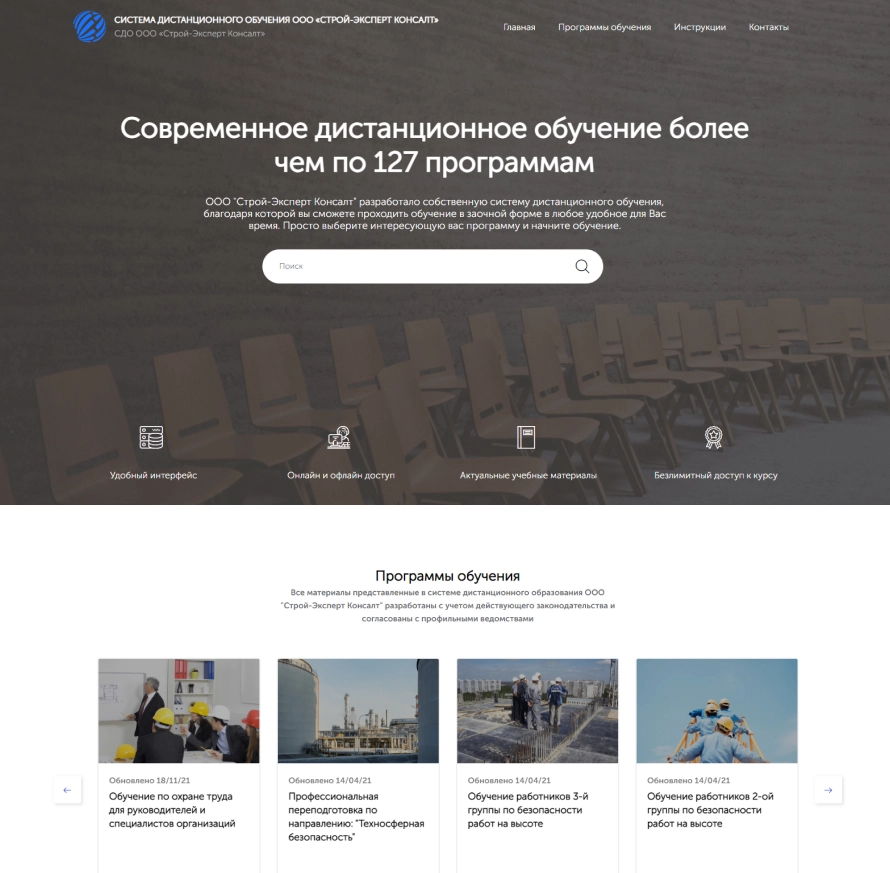 СИСТЕМА ДИСТАНЦИОННОГО ОБУЧЕНИЯ ООО «СТРОЙ-ЭКСПЕРТ КОНСАЛТ»
СДО ООО «Строй-Эксперт Консалт»
Главная
Программы обучения
Инструкции
Контакты
Современное дистанционное обучение более
чем по 127 программам
ООО "Строй-Эксперт Консалт" разработало собственную систему дистанционного обучения,
благодаря которой вы сможете проходить обучение в заочной форме в любое удобное для Вас
время. Просто выберите интересующую вас программу и начните обучение.
Поиск
Удобный интерфейс
Онлайн и офлайн доступ
Актуальные учебные материалы
Безлимитный доступ к курсу
Программы обучения
Все материалы представленные в системе дистанционного образования ООО
"Строй-Эксперт Консалт" разработаны с учетом действующего законодательства и
согласованы с профильными ведомствами
Обновлено 18/11/21
Обучение по охране труда
для руководителей и
специалистов организаций
Обновлено 14/04/21
Профессиональная
переподготовка по
направлению: "Техносферная
безопасность"
Обновлено 14/04/21
Обучение работников 3-й
группы по безопасности
работ на высоте
Обновлено 14/04/21
Обучение работников 2-ой
группы по безопасности
работ на высоте